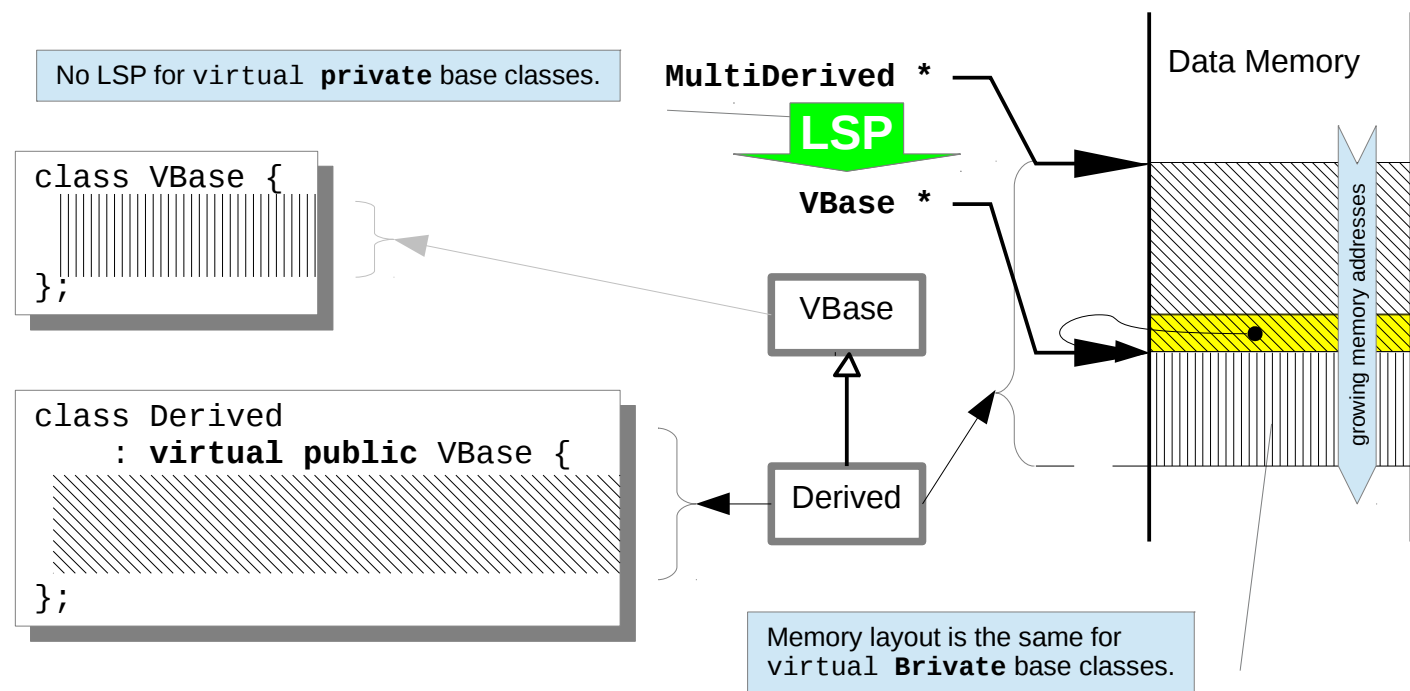 No LSP for virtual private base classes.
MultiDerived *
LSP
VBase *
Data Memory
growing memory addresses
class VBase {
};
VBase
class Derived
: virtual public VBase {
};
Derived
Memory layout is the same for
virtual Brivate base classes.